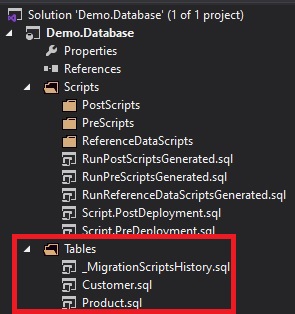 Solution 'Demo.Database' (1 of 1 project)
Demo.Database
Properties
References
Scripts
PostScripts
PreScripts
ReferenceDataScripts
RunPostScriptsGenerated.sql
RunPreScriptsGenerated.sql
RunReferenceDataScriptsGenerated.sql
Script.PostDeployment.sql
Script.PreDeployment.sql
Tables
_MigrationScriptsHistory.sql
Customer.sql
Product.sql